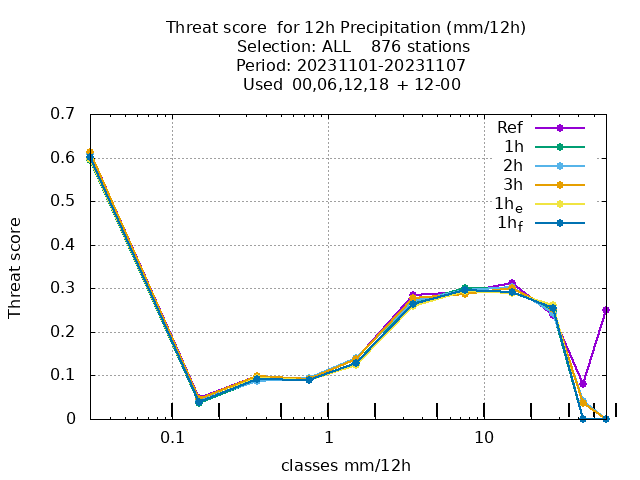 Threat score  for 12h Precipitation (mm/12h)
Selection: ALL    876 stations
Period: 20231101-20231107
Used  00,06,12,18 + 12-00
0.7
0.6
0.5
0.4
0.3
0.2
0.1
0
Threat score
Ref
1h
2h
3h
1he
1hf
0.1
1
10
classes mm/12h